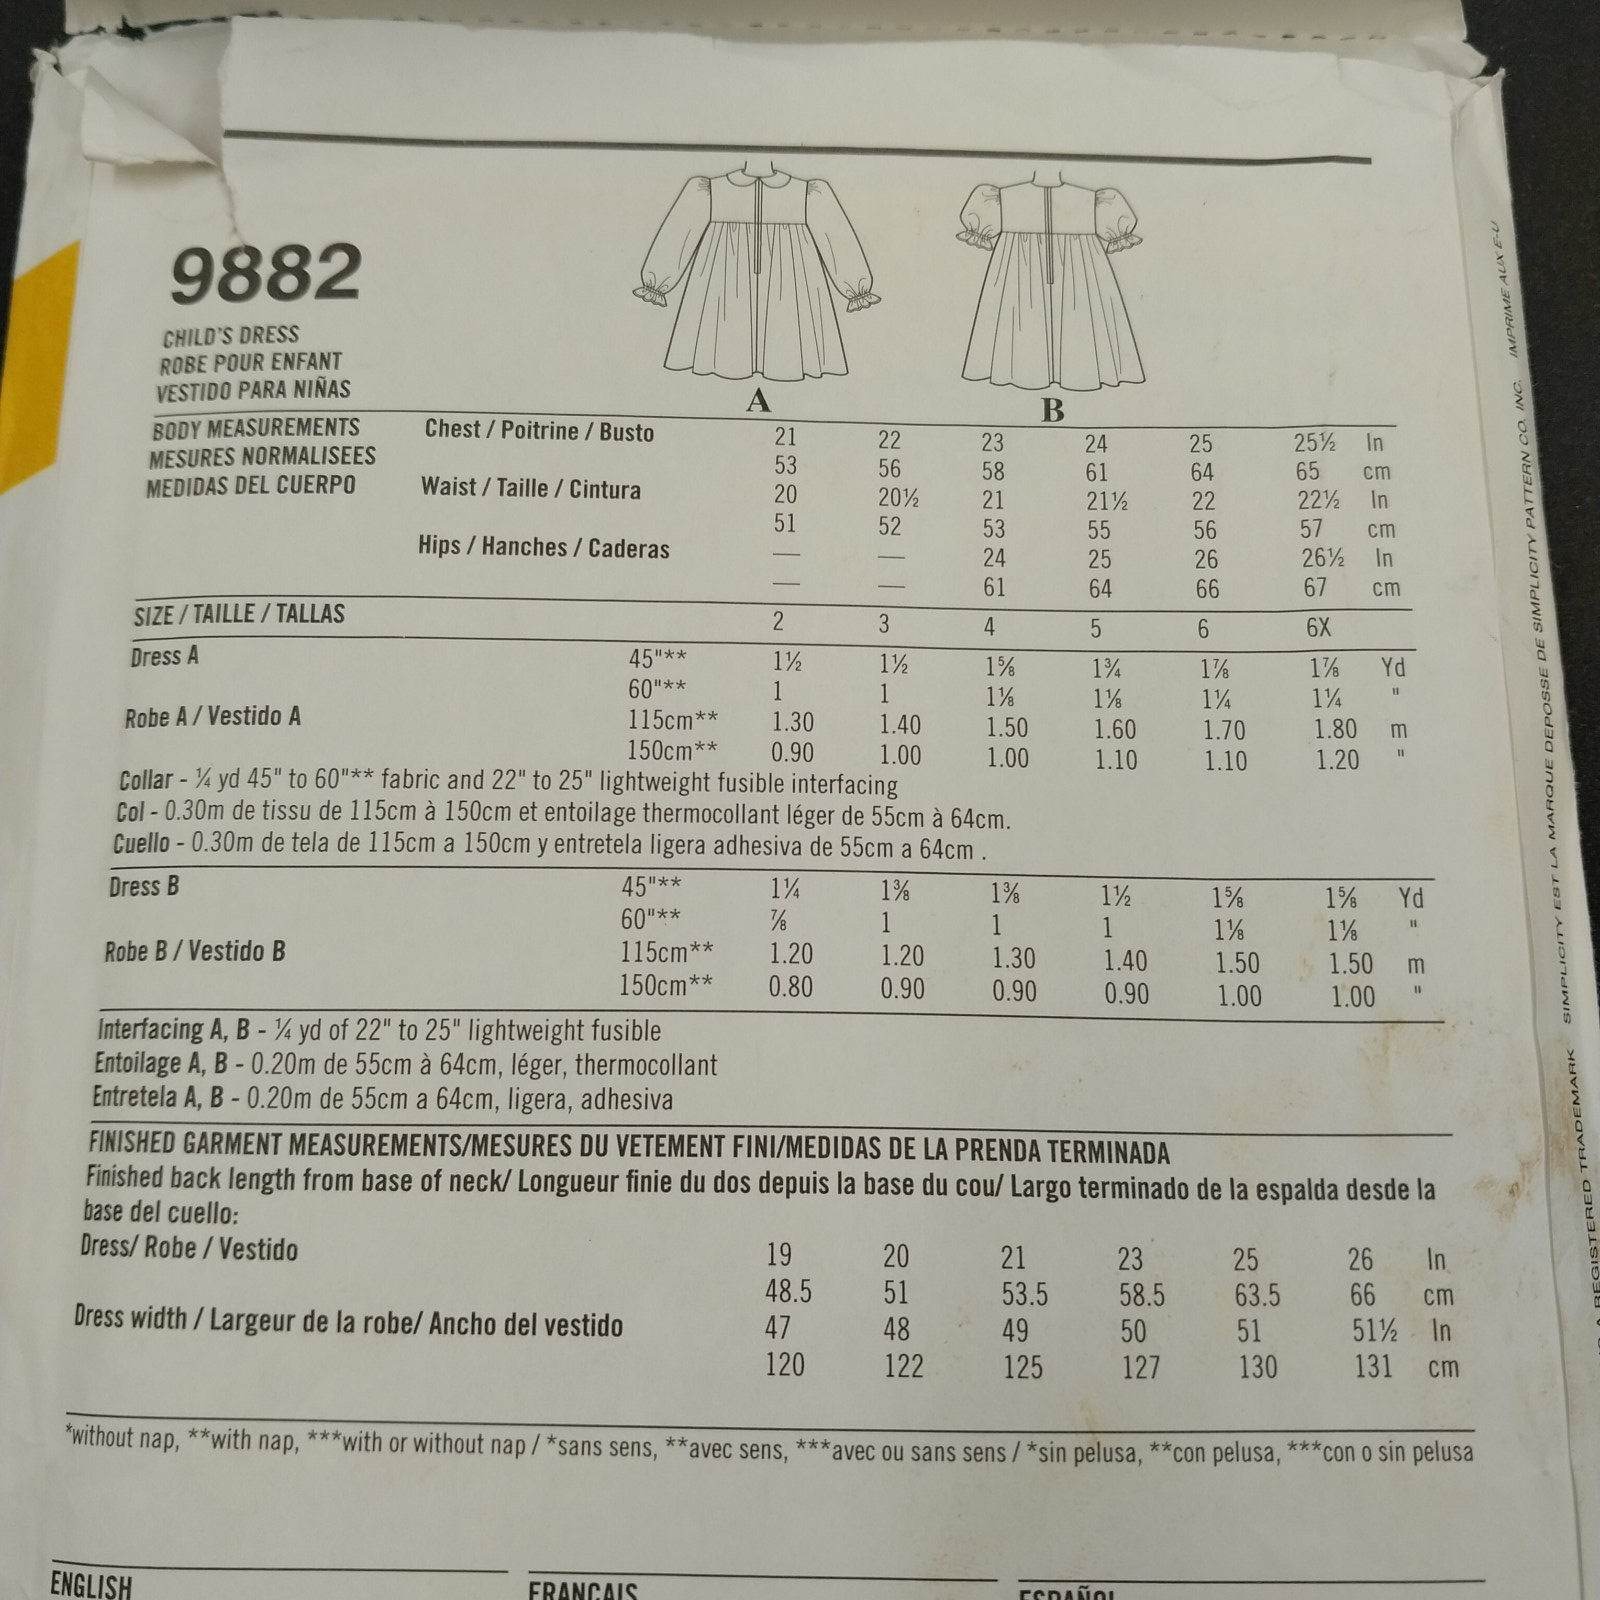 9882
CHILD'S DRESS
ROBE POUR ENFANT
VESTIDO PARA NIÑAS
A B
BODY MEASUREMENTS
MESURES NORMALISEES
MEDIDAS DEL CUERPO
Chest / Poitrine / Busto 21 22 23 24 25 25½ In
53 56 58 61 64 65 cm
Waist / Taille / Cintura 20 20½ 21 21½ 22 22½ In
51 52 53 55 56 57 cm
Hips / Hanches / Caderas — — 24 25 26 26½ In
— — 61 64 66 67 cm
SIZE / TAILLE / TALLAS 2 3 4 5 6 6X
Dress A 45"** 1½ 1½ 1⅝ 1¾ 1⅞ 1⅞ Yd
60"** 1 1 1⅛ 1⅛ 1¼ 1¼ "
Robe A / Vestido A 115cm** 1.30 1.40 1.50 1.60 1.70 1.80 m
150cm** 0.90 1.00 1.00 1.10 1.10 1.20 "
Collar - ¼ yd 45" to 60"** fabric and 22" to 25" lightweight fusible interfacing
Col - 0.30m de tissu de 115cm à 150cm et entoilage thermocollant léger de 55cm à 64cm.
Cuello - 0.30m de tela de 115cm a 150cm y entretela ligera adhesiva de 55cm a 64cm .
Dress B 45"** 1¼ 1⅜ 1⅜ 1½ 1⅝ 1⅝ Yd
60"** ⅞ 1 1 1 1⅛ 1⅛ "
Robe B / Vestido B 115cm** 1.20 1.20 1.30 1.40 1.50 1.50 m
150cm** 0.80 0.90 0.90 0.90 1.00 1.00 "
Interfacing A, B - ¼ yd of 22" to 25" lightweight fusible
Entoilage A, B - 0.20m de 55cm à 64cm, léger, thermocollant
Entretela A, B - 0.20m de 55cm a 64cm, ligera, adhesiva
FINISHED GARMENT MEASUREMENTS/MESURES DU VETEMENT FINI/MEDIDAS DE LA PRENDA TERMINADA
Finished back length from base of neck/ Longueur finie du dos depuis la base du cou/ Largo terminado de la espalda desde la
base del cuello:
Dress/ Robe / Vestido 19 20 21 23 25 26 In
48.5 51 53.5 58.5 63.5 66 cm
Dress width / Largeur de la robe/ Ancho del vestido 47 48 49 50 51 51½ In
120 122 125 127 130 131 cm
*without nap, **with nap, ***with or without nap / *sans sens, **avec sens, ***avec ou sans sens / *sin pelusa, **con pelusa, ***con o sin pelusa
ENGLISH FRANÇAIS ESPAÑOL
A REGISTERED TRADEMARK SIMPLICITY EST LA MARQUE DEPOSSE DE SIMPLICITY PATTERN CO. INC. IMPRIME AUX E-U